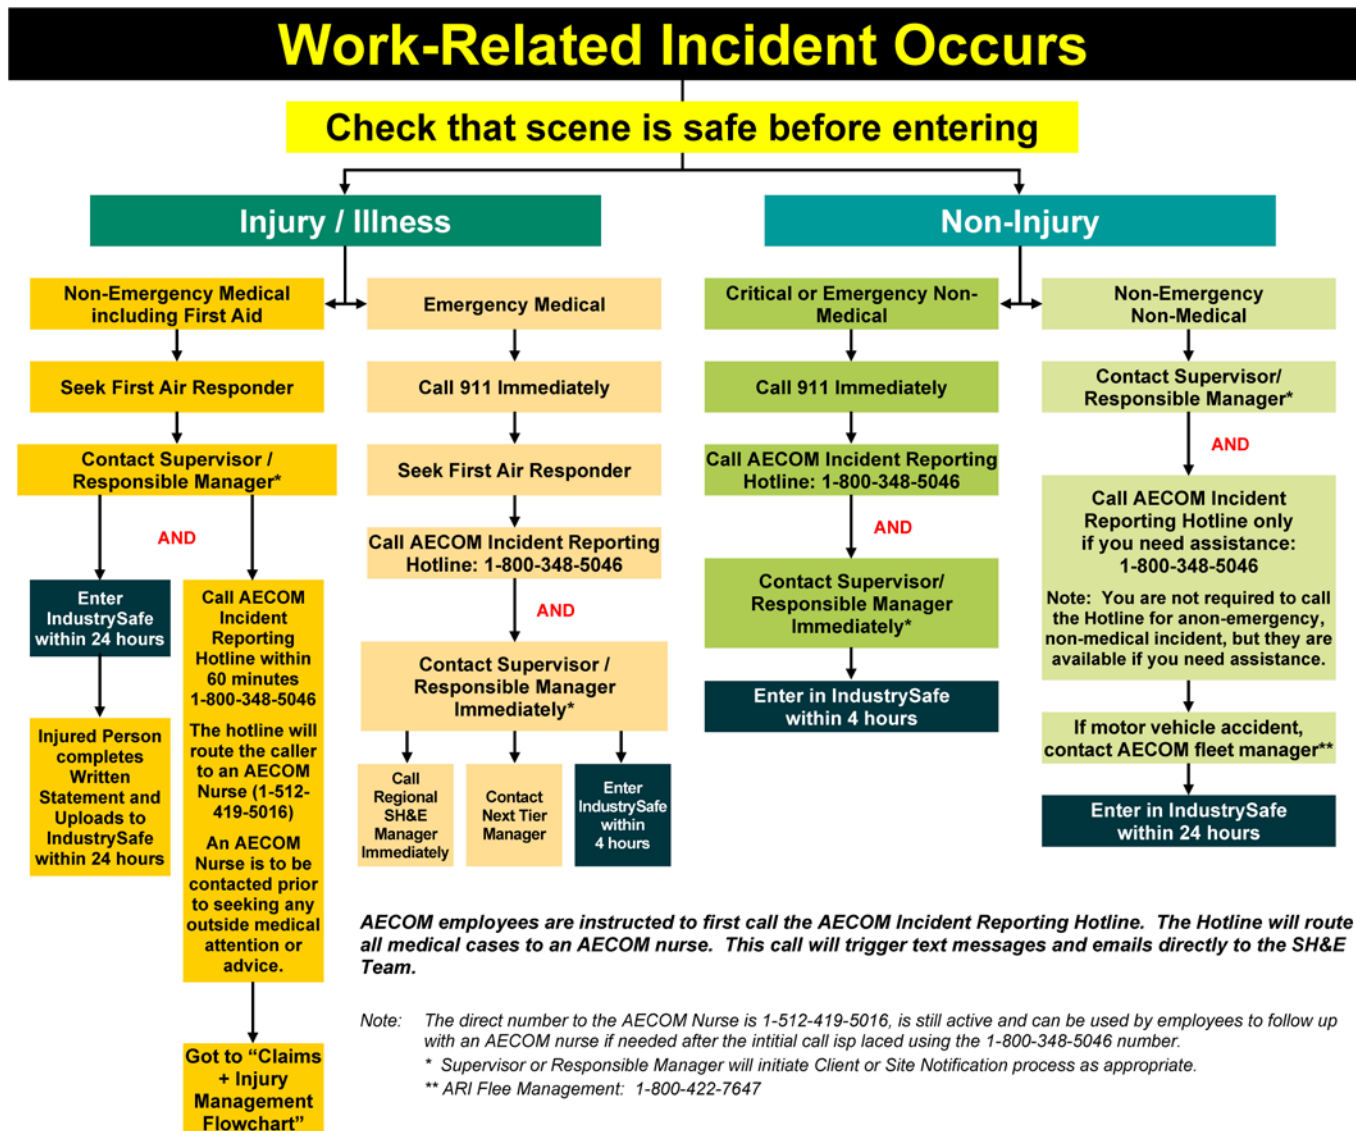 Work-Related Incident Occurs
Check that scene is safe before entering
Injury / Illness
Non-Injury
Non-Emergency Medical
including First Aid
Seek First Air Responder
Contact Supervisor /
Responsible Manager*
AND
Enter
IndustrySafe
within 24 hours
Injured Person
completes
Written
Statement and
Uploads to
IndustrySafe
within 24 hours
Call AECOM
Incident
Reporting
Hotline within
60 minutes
1-800-348-5046
The hotline will
route the caller
to an AECOM
Nurse (1-512-
419-5016)
An AECOM
Nurse is to be
contacted prior
to seeking any
outside medical
attention or
advice.
Got to “Claims
+ Injury
Management
Flowchart”
Emergency Medical
Call 911 Immediately
Seek First Air Responder
Call AECOM Incident Reporting
Hotline: 1-800-348-5046
AND
Contact Supervisor /
Responsible Manager
Immediately*
Call
Regional
SH&E
Manager
Immediately
Contact
Next Tier
Manager
Enter
IndustrySafe
within
4 hours
Critical or Emergency Non-
Medical
Call 911 Immediately
Call AECOM Incident Reporting
Hotline: 1-800-348-5046
AND
Contact Supervisor/
Responsible Manager
Immediately*
Enter in IndustrySafe
within 4 hours
Non-Emergency
Non-Medical
Contact Supervisor/
Responsible Manager*
AND
Call AECOM Incident
Reporting Hotline only
if you need assistance:
1-800-348-5046
Note: You are not required to call
the Hotline for anon-emergency,
non-medical incident, but they are
available if you need assistance.
If motor vehicle accident,
contact AECOM fleet manager**
Enter in IndustrySafe
within 24 hours
AECOM employees are instructed to first call the AECOM Incident Reporting Hotline. The Hotline will route
all medical cases to an AECOM nurse. This call will trigger text messages and emails directly to the SH&E
Team.
Note: The direct number to the AECOM Nurse is 1-512-419-5016, is still active and can be used by employees to follow up
with an AECOM nurse if needed after the intitial call isp laced using the 1-800-348-5046 number.
* Supervisor or Responsible Manager will initiate Client or Site Notification process as appropriate.
** ARI Flee Management: 1-800-422-7647